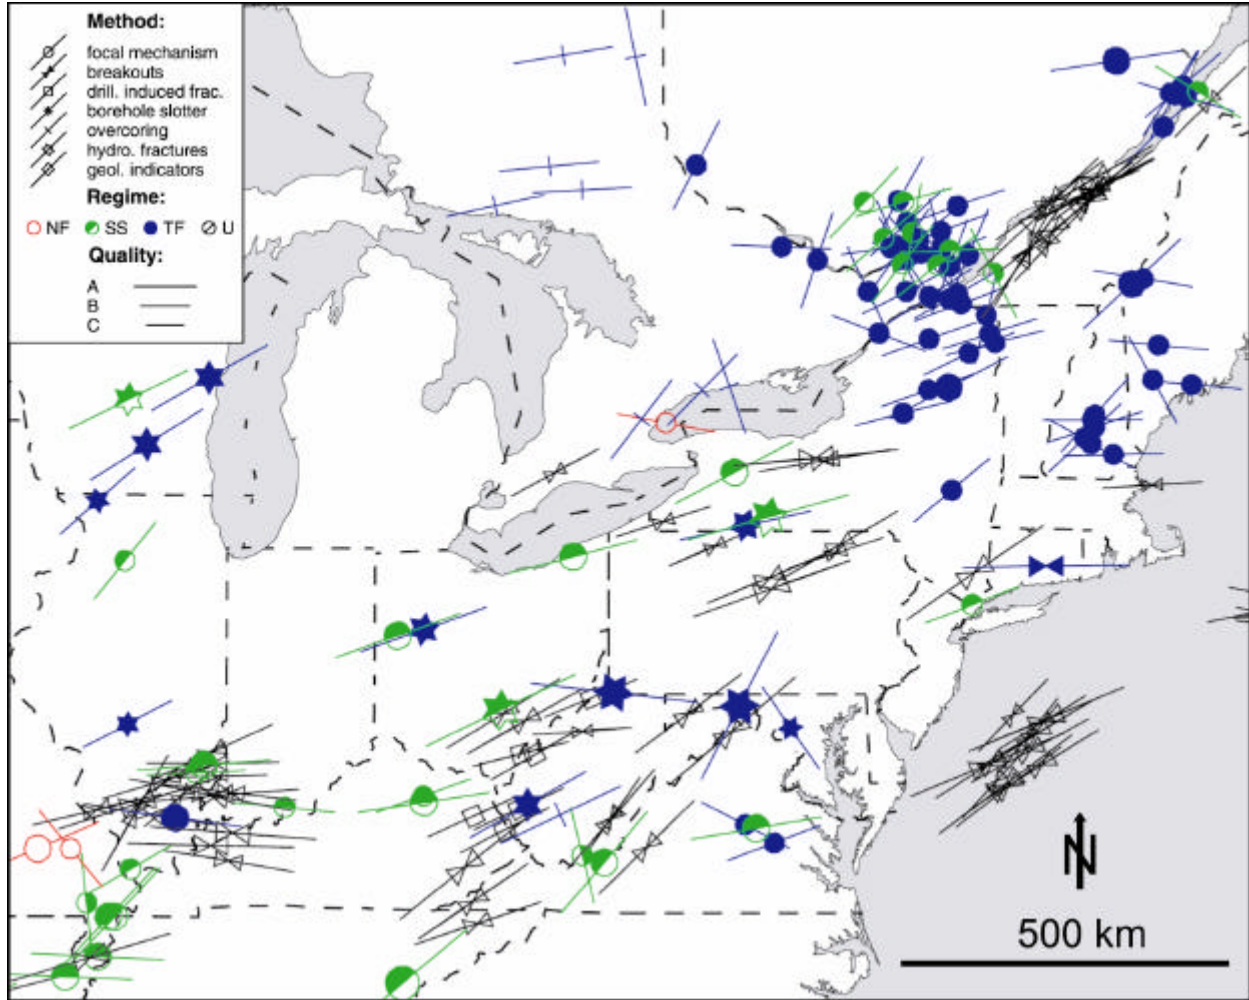 Method:
focal mechanism
breakouts
drill. induced frac.
borehole slotter
overcoring
hydro. fractures
geol. indicators
Regime:
NF SS TF U
Quality:
A
B
C
N
500 km